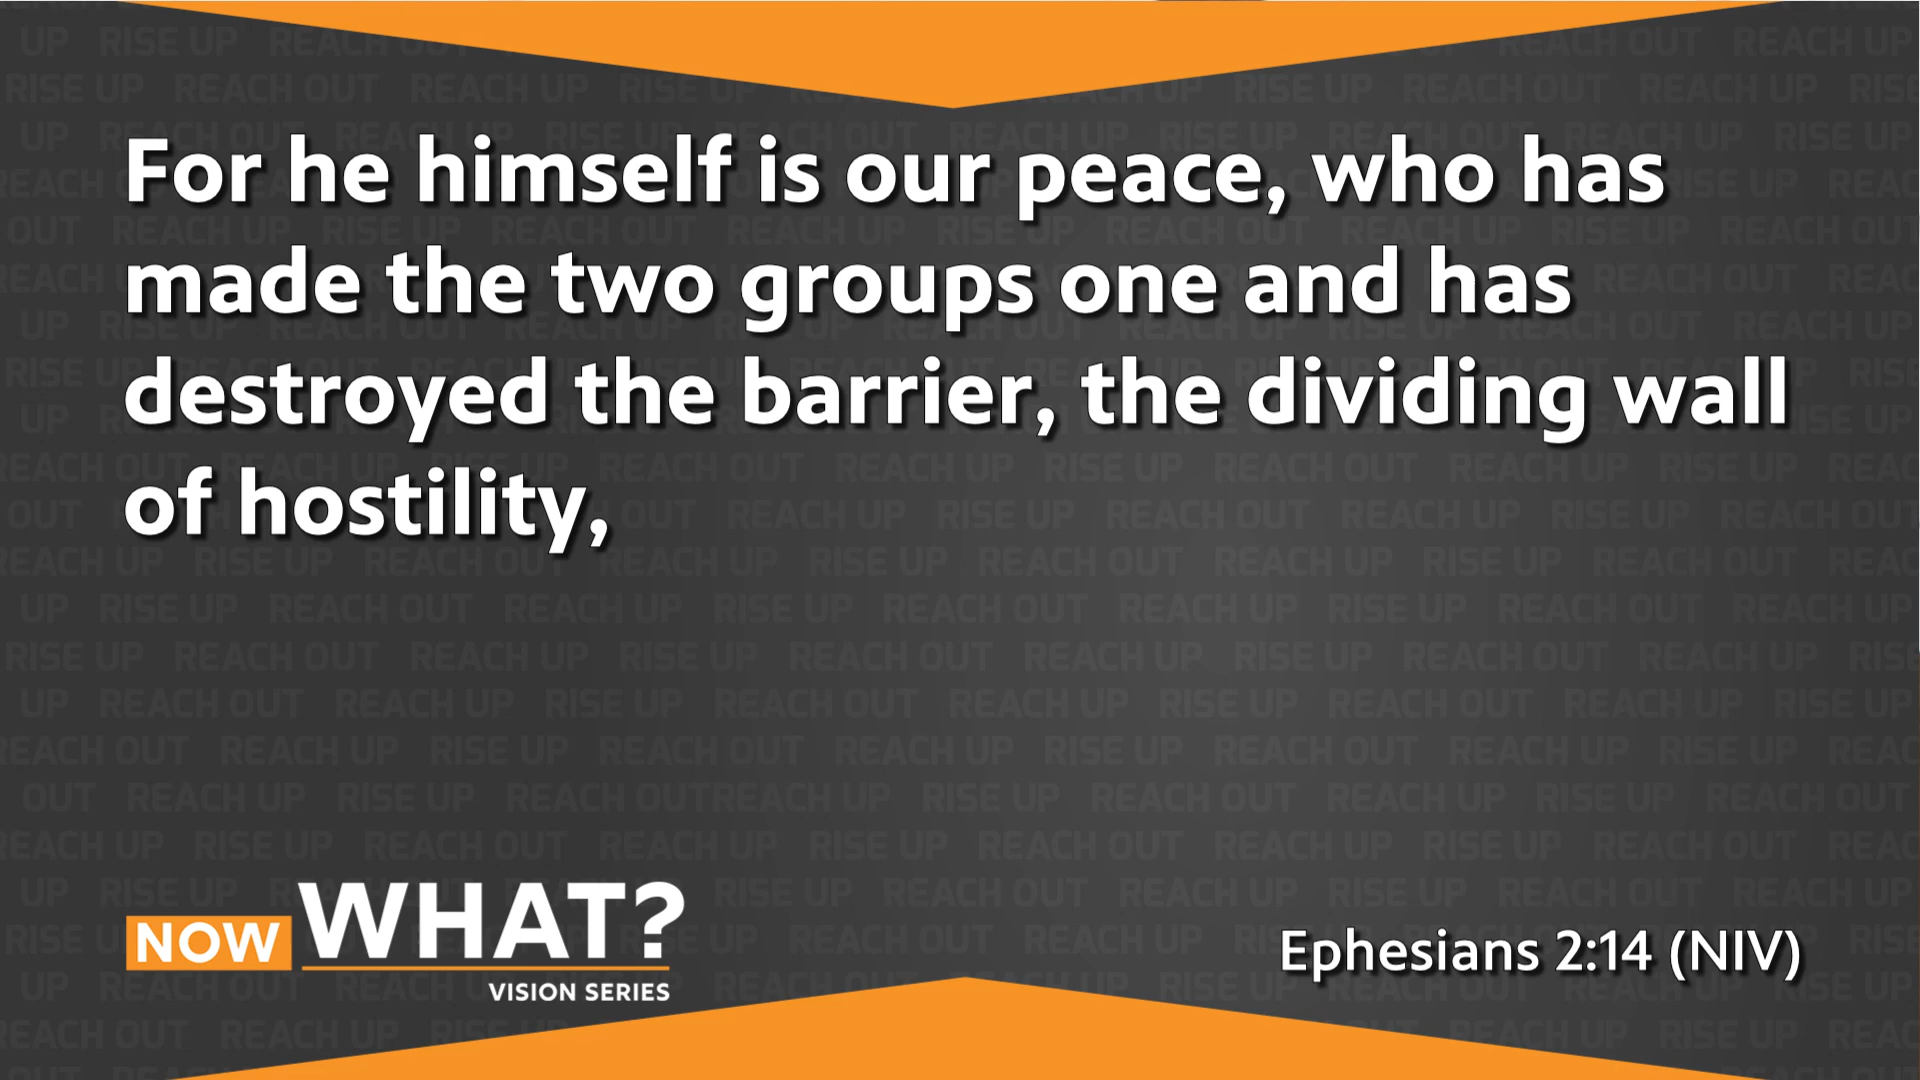 For he himself is our peace, who has
made the two groups one and has
destroyed the barrier, the dividing wall
of hostility,
NOW WHAT?
VISION SERIES
Ephesians 2:14 (NIV)